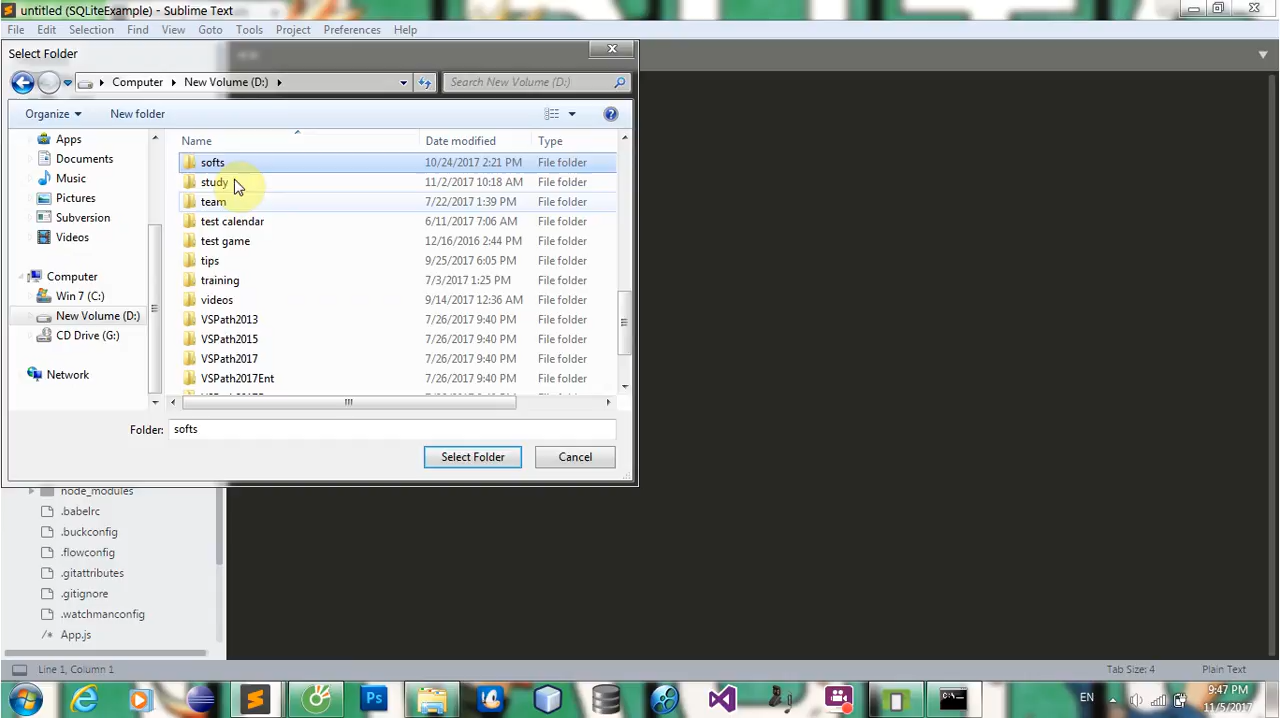 untitled (SQLiteExample) - Sublime Text
File Edit Selection Find View Goto Tools Project Preferences Help
Select Folder
Computer New Volume (D:) Search New Volume (D:)
Organize New folder
Name Date modified Type
Apps
Documents
Music
Pictures
Subversion
Videos
Computer
Win 7 (C:)
New Volume (D:)
CD Drive (G:)
Network
softs 10/24/2017 2:21 PM File folder
study 11/2/2017 10:18 AM File folder
team 7/22/2017 1:39 PM File folder
test calendar 6/11/2017 7:06 AM File folder
test game 12/16/2016 2:44 PM File folder
tips 9/25/2017 6:05 PM File folder
training 7/3/2017 1:25 PM File folder
videos 9/14/2017 12:36 AM File folder
VSPath2013 7/26/2017 9:40 PM File folder
VSPath2015 7/26/2017 9:40 PM File folder
VSPath2017 7/26/2017 9:40 PM File folder
VSPath2017Ent 7/26/2017 9:40 PM File folder
Folder: softs
Select Folder Cancel
node_modules
.babelrc
.buckconfig
.flowconfig
.gitattributes
.gitignore
.watchmanconfig
/* App.js
Line 1, Column 1 Tab Size: 4 Plain Text
EN 9:47 PM
11/5/2017